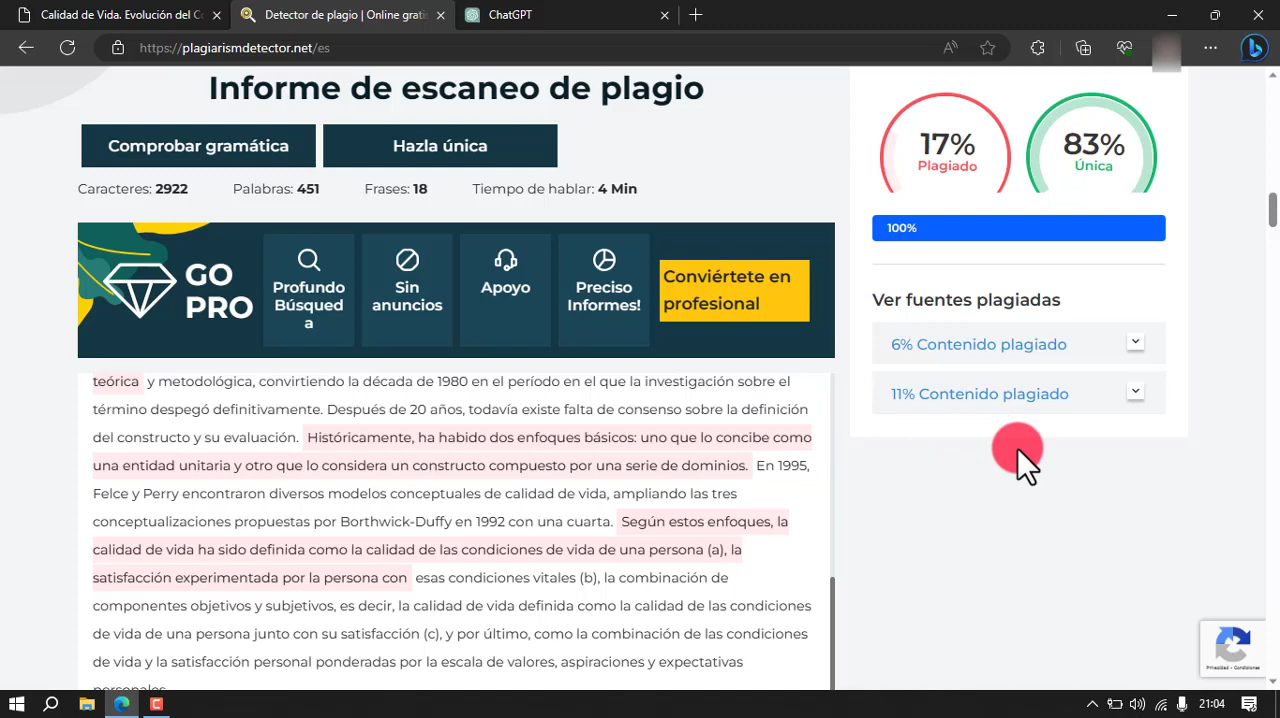 Calidad de Vida. Evolución del C
Detector de plagio | Online grati
ChatGPT
https://plagiarismdetector.net/es
Informe de escaneo de plagio
Comprobar gramática
Hazla única
Caracteres: 2922
Palabras: 451
Frases: 18
Tiempo de hablar: 4 Min
GO
PRO
Profundo
Búsqued
a
Sin
anuncios
Apoyo
Preciso
Informes!
Conviértete en
profesional
teórica y metodológica, convirtiendo la década de 1980 en el período en el que la investigación sobre el
término despegó definitivamente. Después de 20 años, todavía existe falta de consenso sobre la definición
del constructo y su evaluación. Históricamente, ha habido dos enfoques básicos: uno que lo concibe como
una entidad unitaria y otro que lo considera un constructo compuesto por una serie de dominios. En 1995,
Felce y Perry encontraron diversos modelos conceptuales de calidad de vida, ampliando las tres
conceptualizaciones propuestas por Borthwick-Duffy en 1992 con una cuarta. Según estos enfoques, la
calidad de vida ha sido definida como la calidad de las condiciones de vida de una persona (a), la
satisfacción experimentada por la persona con esas condiciones vitales (b), la combinación de
componentes objetivos y subjetivos, es decir, la calidad de vida definida como la calidad de las condiciones
de vida de una persona junto con su satisfacción (c), y por último, como la combinación de las condiciones
de vida y la satisfacción personal ponderadas por la escala de valores, aspiraciones y expectativas
personales
17%
Plagiado
83%
Única
100%
Ver fuentes plagiadas
6% Contenido plagiado
11% Contenido plagiado
Privacidad - Condiciones
21:04